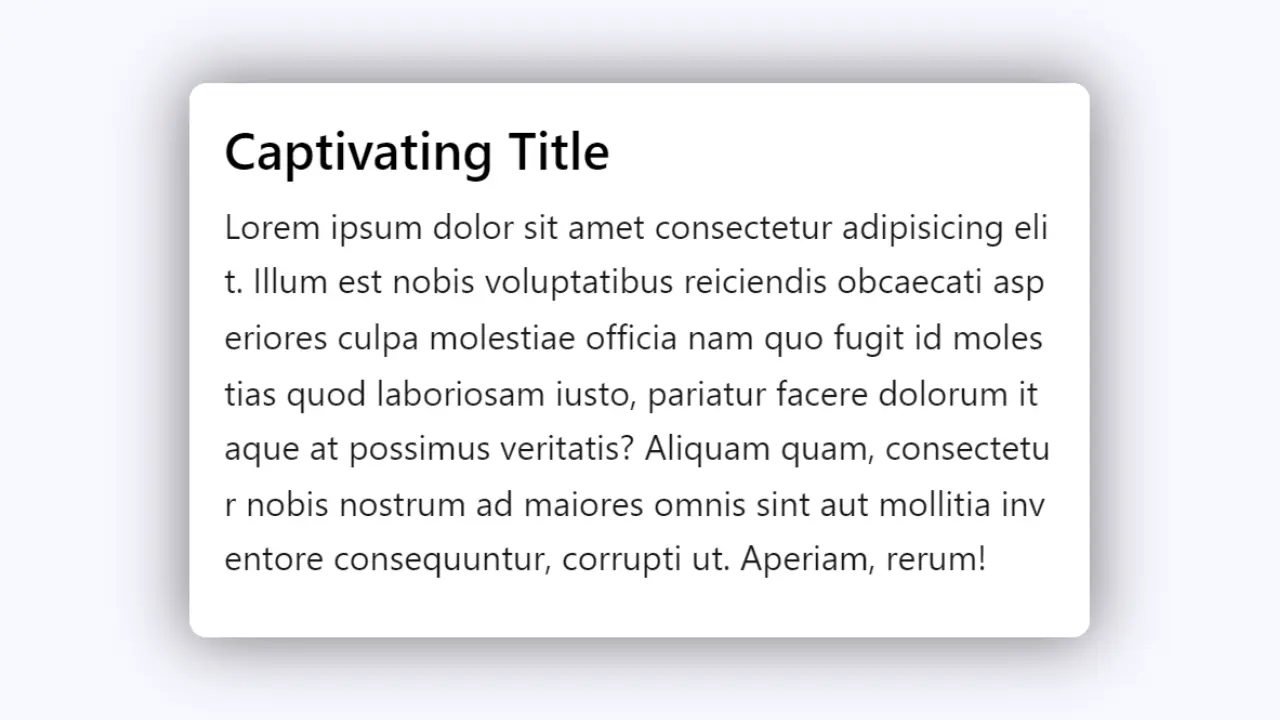 Captivating Title
Lorem ipsum dolor sit amet consectetur adipisicing eli
t. Illum est nobis voluptatibus reiciendis obcaecati asp
eriores culpa molestiae officia nam quo fugit id moles
tias quod laboriosam iusto, pariatur facere dolorum it
aque at possimus veritatis? Aliquam quam, consectetu
r nobis nostrum ad maiores omnis sint aut mollitia inv
entore consequuntur, corrupti ut. Aperiam, rerum!